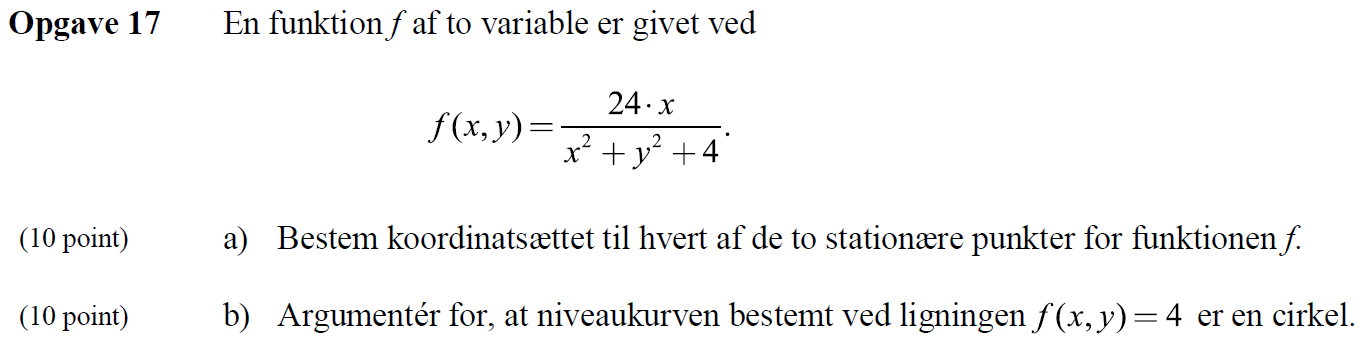 Opgave 17 En funktion f af to variable er givet ved
f(x, y) = \frac{24 · x}{x² + y² + 4}.
(10 point) a) Bestem koordinatsættet til hvert af de to stationære punkter for funktionen f.
(10 point) b) Argumentér for, at niveaukurven bestemt ved ligningen f(x, y) = 4 er en cirkel.